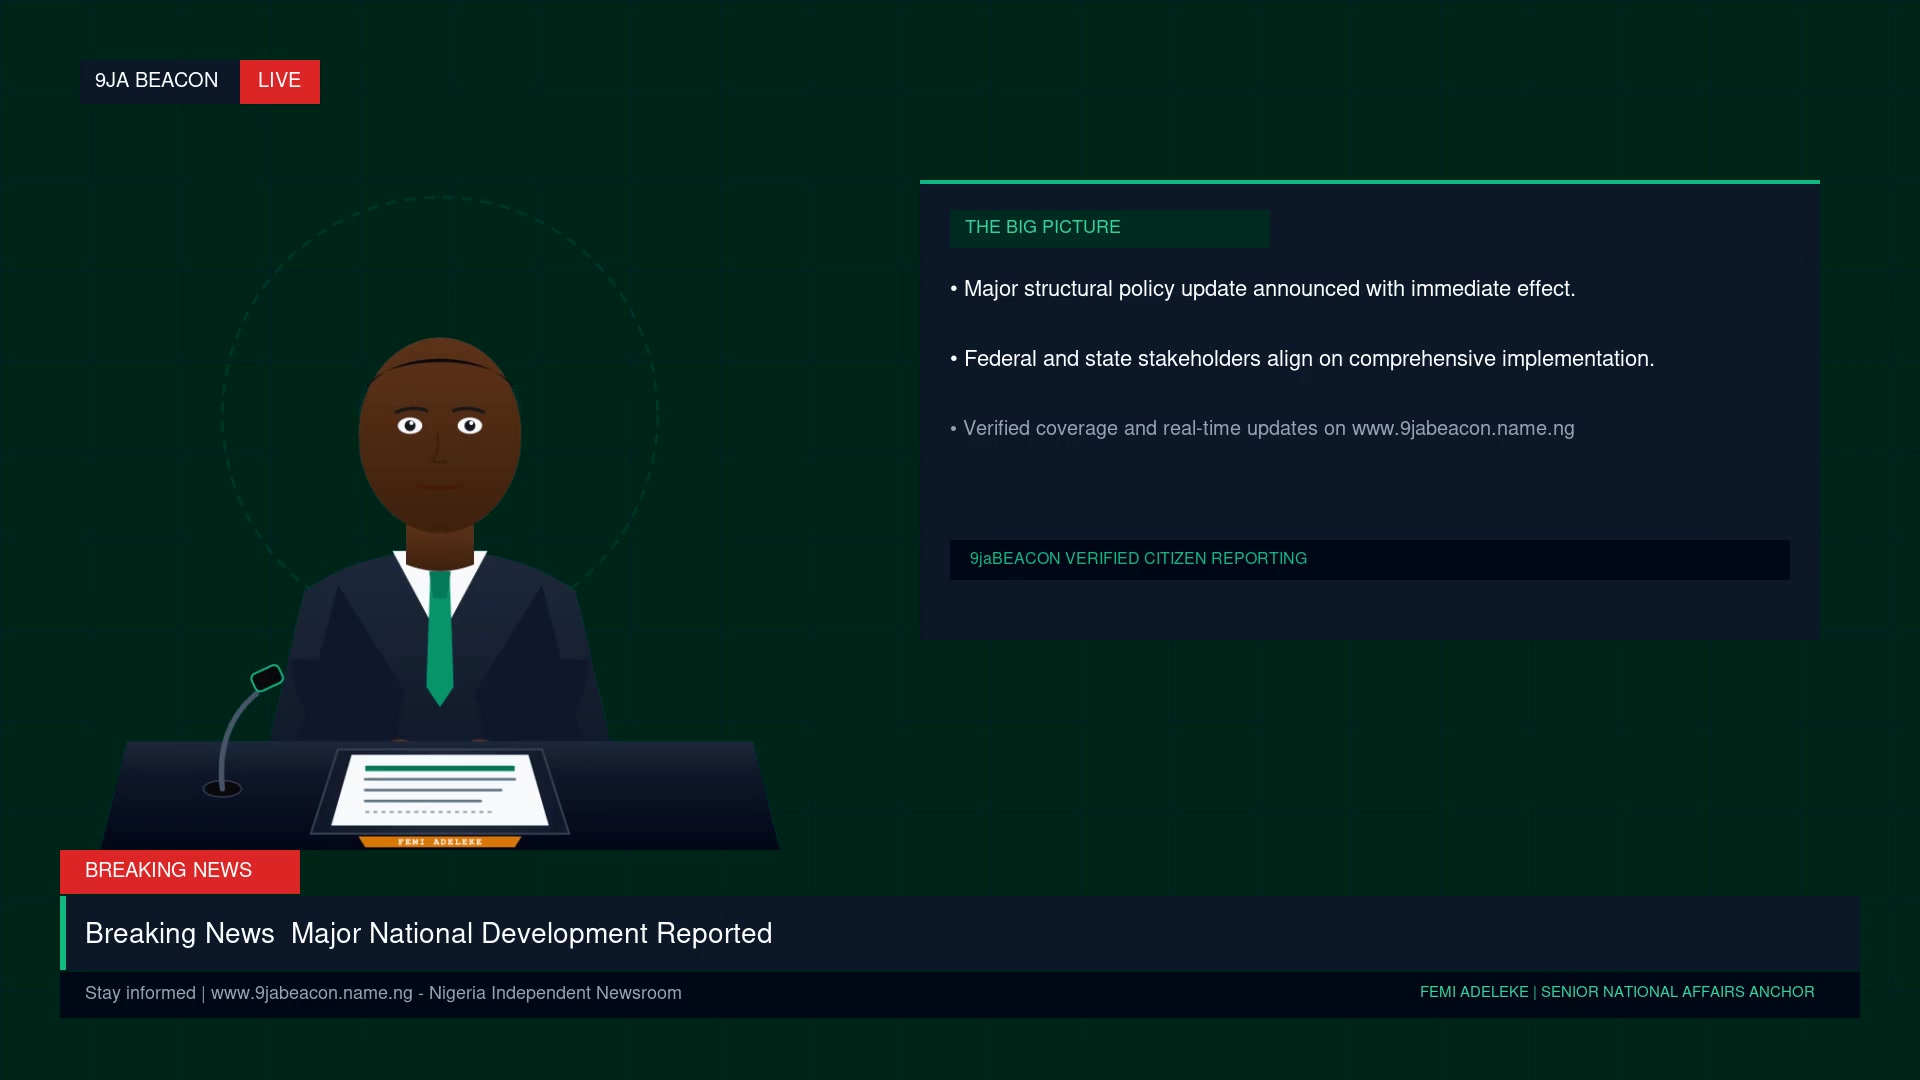 9JA BEACON LIVE
THE BIG PICTURE
• Major structural policy update announced with immediate effect.
• Federal and state stakeholders align on comprehensive implementation.
• Verified coverage and real-time updates on www.9jabeacon.name.ng
9jaBEACON VERIFIED CITIZEN REPORTING
FEMI ADELEKE
BREAKING NEWS
Breaking News  Major National Development Reported
Stay informed | www.9jabeacon.name.ng - Nigeria Independent Newsroom
FEMI ADELEKE | SENIOR NATIONAL AFFAIRS ANCHOR